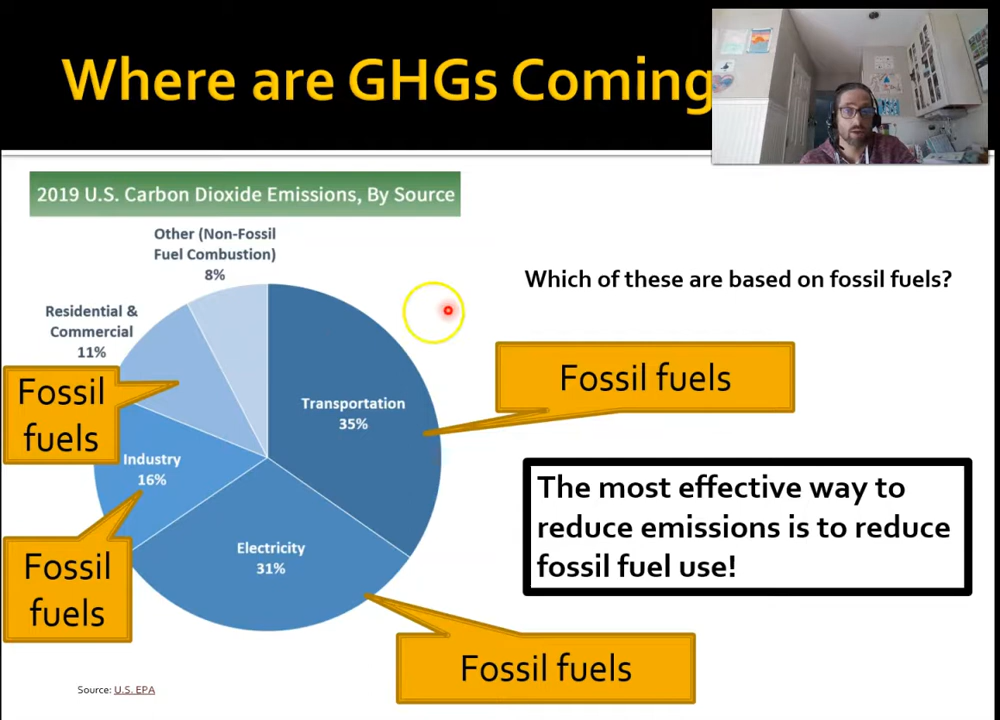 Where are GHGs Coming
2019 U.S. Carbon Dioxide Emissions, By Source
Other (Non-Fossil
Fuel Combustion)
8%
Which of these are based on fossil fuels?
Residential &
Commercial
11%
Fossil fuels
Fossil
fuels
Transportation
35%
Industry
16%
The most effective way to
reduce emissions is to reduce
fossil fuel use!
Electricity
31%
Fossil
fuels
Fossil fuels
Source: U.S. EPA